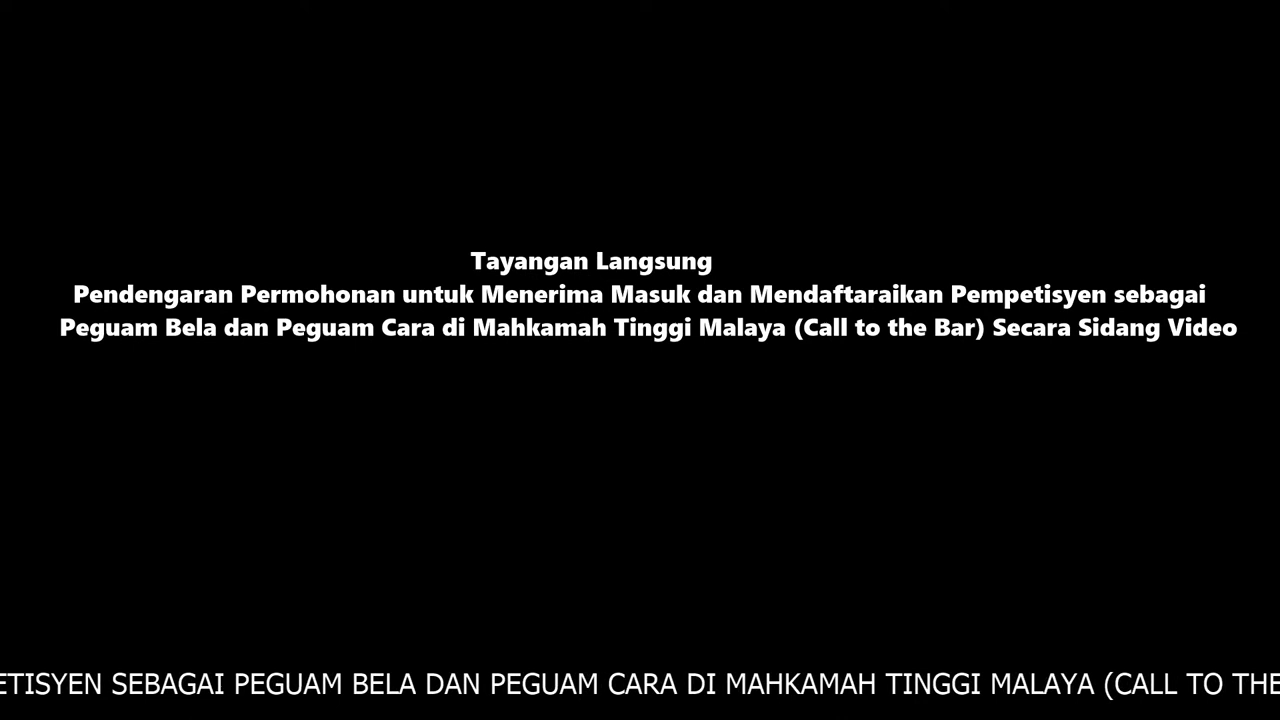 Tayangan Langsung
Pendengaran Permohonan untuk Menerima Masuk dan Mendaftaraikan Pempetisyen sebagai
Peguam Bela dan Peguam Cara di Mahkamah Tinggi Malaya (Call to the Bar) Secara Sidang Video
ETISYEN SEBAGAI PEGUAM BELA DAN PEGUAM CARA DI MAHKAMAH TINGGI MALAYA (CALL TO THE